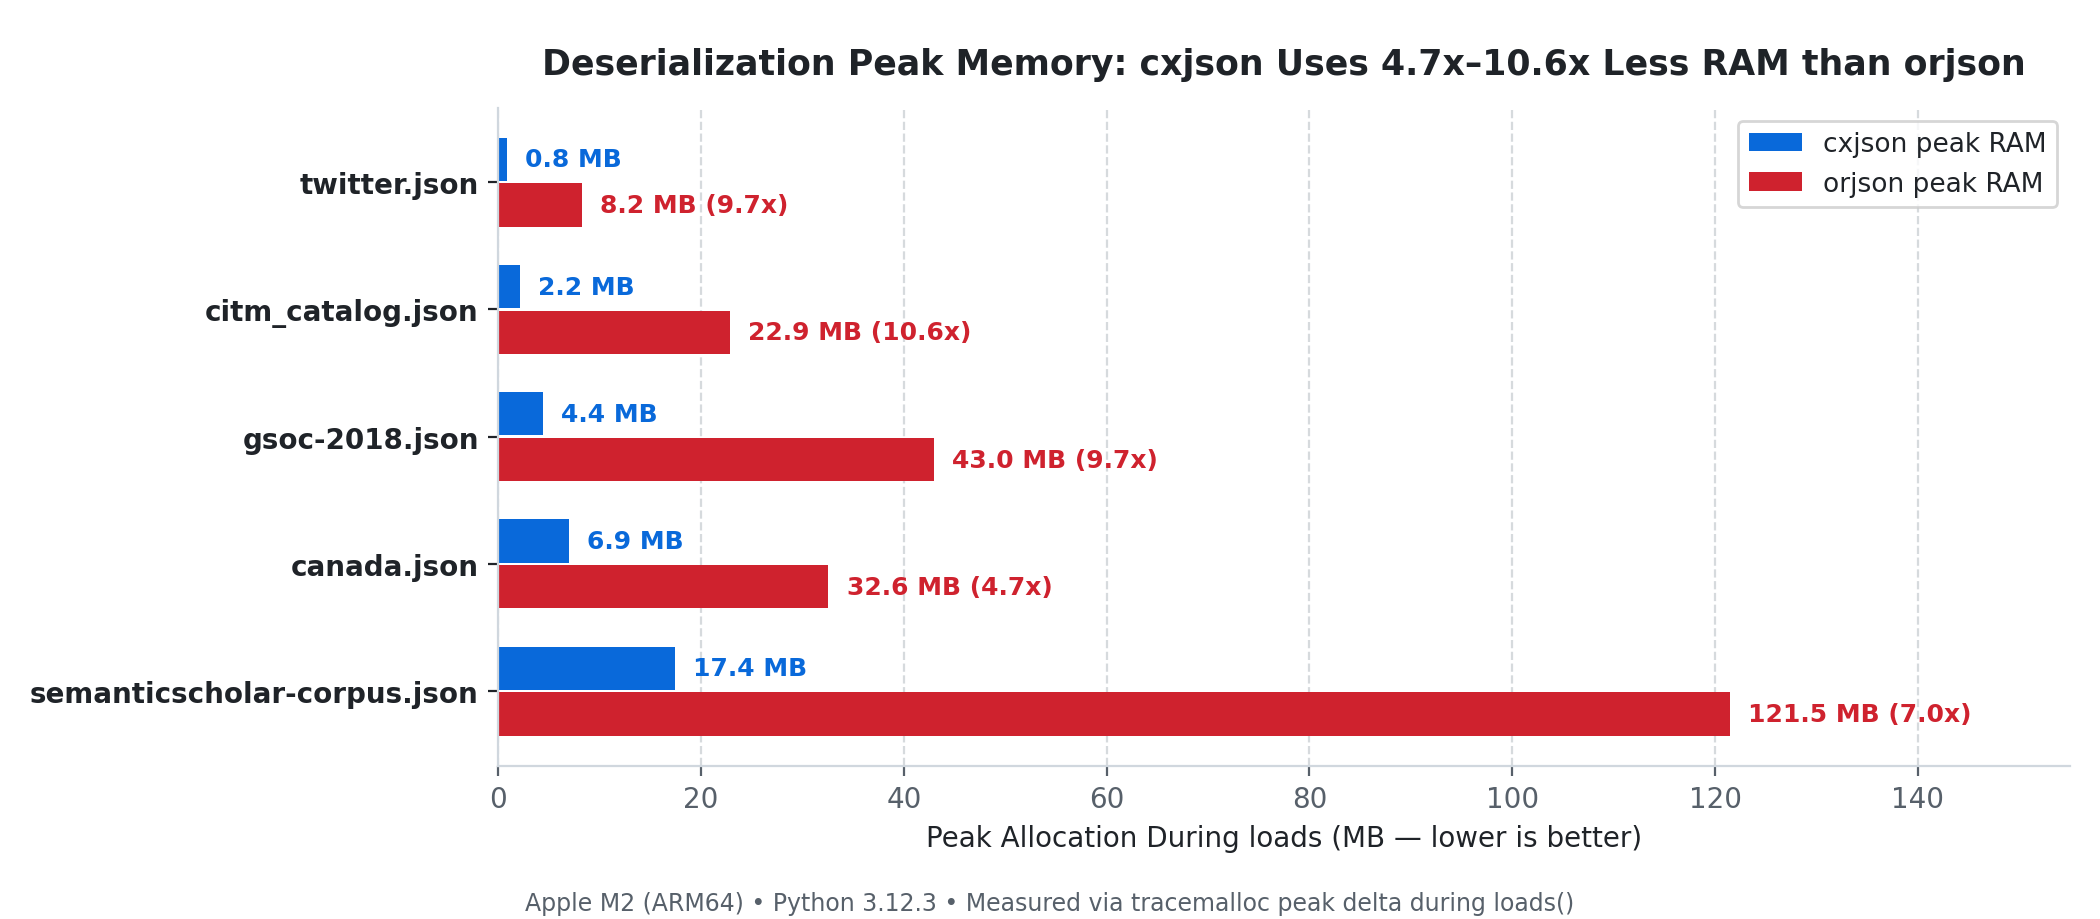 Deserialization Peak Memory: cxjson Uses 4.7x–10.6x Less RAM than orjson
cxjson peak RAM
orjson peak RAM
twitter.json
0.8 MB
8.2 MB (9.7x)
citm_catalog.json
2.2 MB
22.9 MB (10.6x)
gsoc-2018.json
4.4 MB
43.0 MB (9.7x)
canada.json
6.9 MB
32.6 MB (4.7x)
semanticscholar-corpus.json
17.4 MB
121.5 MB (7.0x)
0 20 40 60 80 100 120 140
Peak Allocation During loads (MB — lower is better)
Apple M2 (ARM64) • Python 3.12.3 • Measured via tracemalloc peak delta during loads()